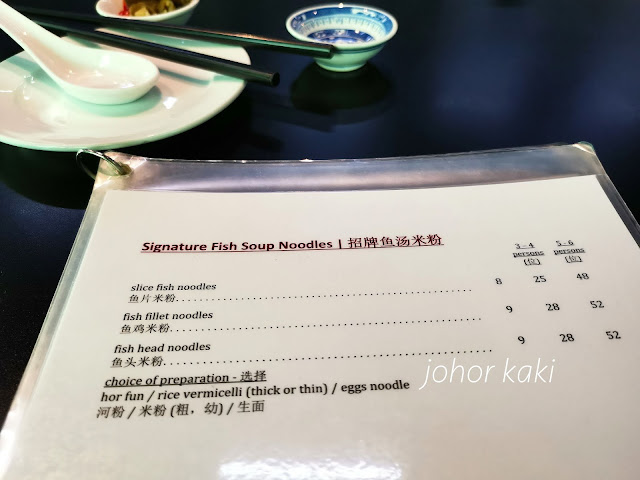 Signature Fish Soup Noodles | 招牌鱼汤米粉
3 - 4 persons (位)
5 - 6 persons (位)
slice fish noodles
鱼片米粉 8 25 48
fish fillet noodles
鱼鸡米粉 9 28 52
fish head noodles
鱼头米粉 9 28 52
choice of preparation - 选择
hor fun / rice vermicelli (thick or thin) / eggs noodle
河粉 / 米粉 (粗，幼) / 生面
johor kaki